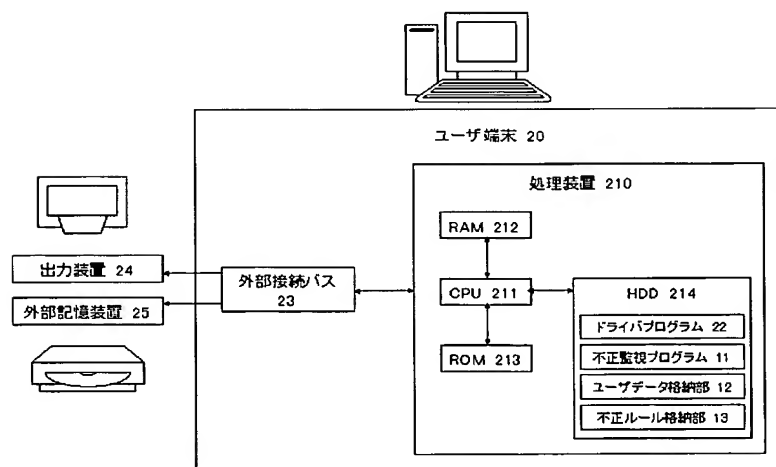 ユーザ端末 20
処理装置 210
RAM 212
出力装置 24
外部接続バス
23
CPU 211
HDD 214
外部記憶装置 25
ドライバプログラム 22
ROM 213
不正監視プログラム 11
ユーザデータ格納部 12
不正ルール格納部 13